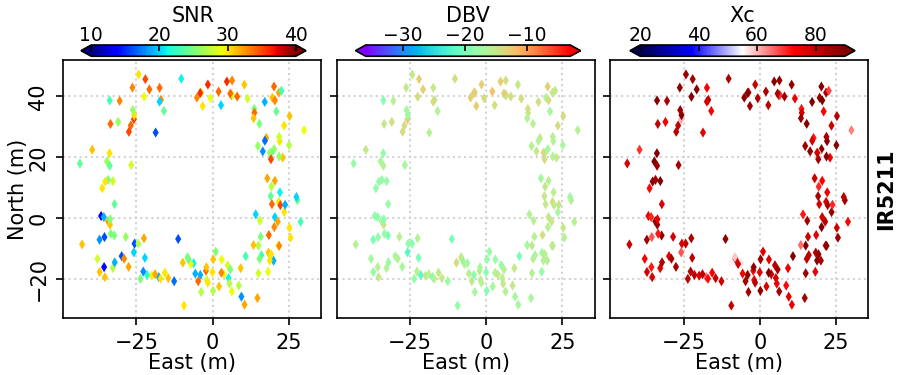 SNR DBV Xc
10 20 30 40 −30 −20 −10 20 40 60 80
40
20
0
−20
North (m)
−25 0 25 −25 0 25 −25 0 25
East (m) East (m) East (m)
IR5211